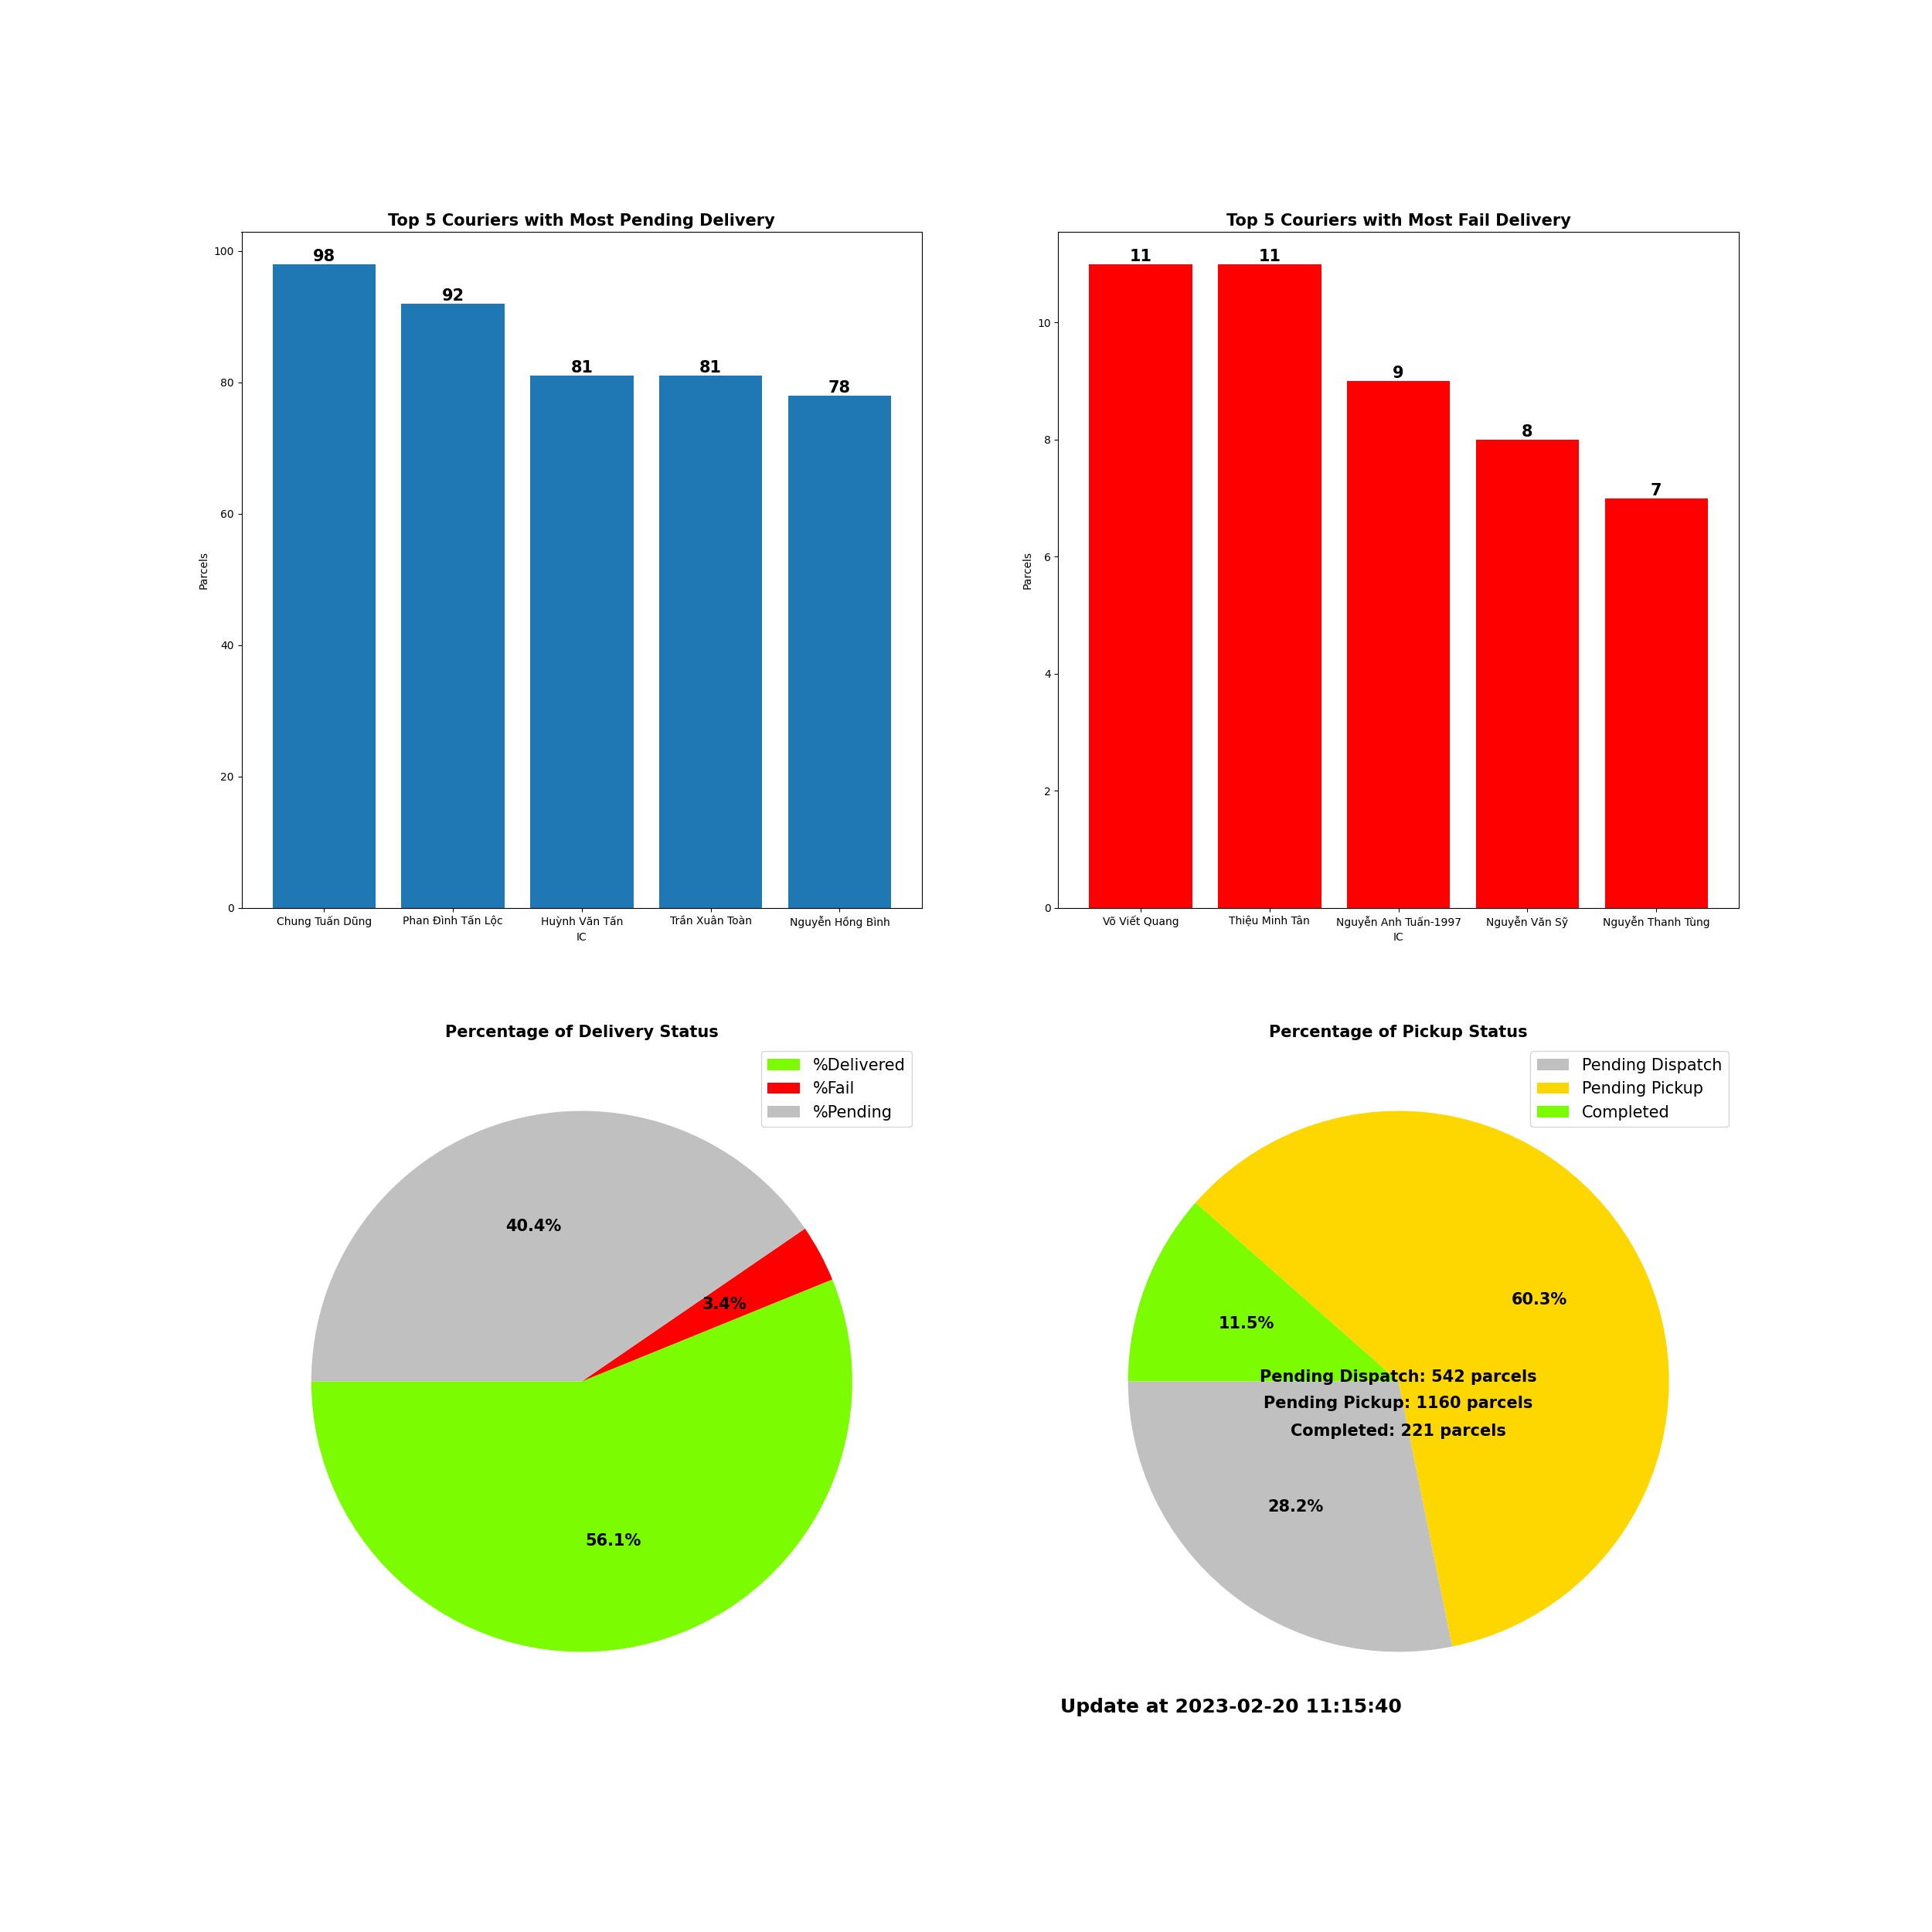 Top 5 Couriers with Most Pending Delivery
100
80
60
40
20
0
Parcels
98
92
81
81
78
Chung Tuấn Dũng
Phan Đình Tấn Lộc
Huỳnh Văn Tấn
Trần Xuân Toàn
Nguyễn Hồng Bình
IC
Top 5 Couriers with Most Fail Delivery
10
8
6
4
2
0
Parcels
11
11
9
8
7
Võ Viết Quang
Thiệu Minh Tân
Nguyễn Anh Tuấn-1997
Nguyễn Văn Sỹ
Nguyễn Thanh Tùng
IC
Percentage of Delivery Status
%Delivered
%Fail
%Pending
40.4%
3.4%
56.1%
Percentage of Pickup Status
Pending Dispatch
Pending Pickup
Completed
60.3%
11.5%
Pending Dispatch: 542 parcels
Pending Pickup: 1160 parcels
Completed: 221 parcels
28.2%
Update at 2023-02-20 11:15:40